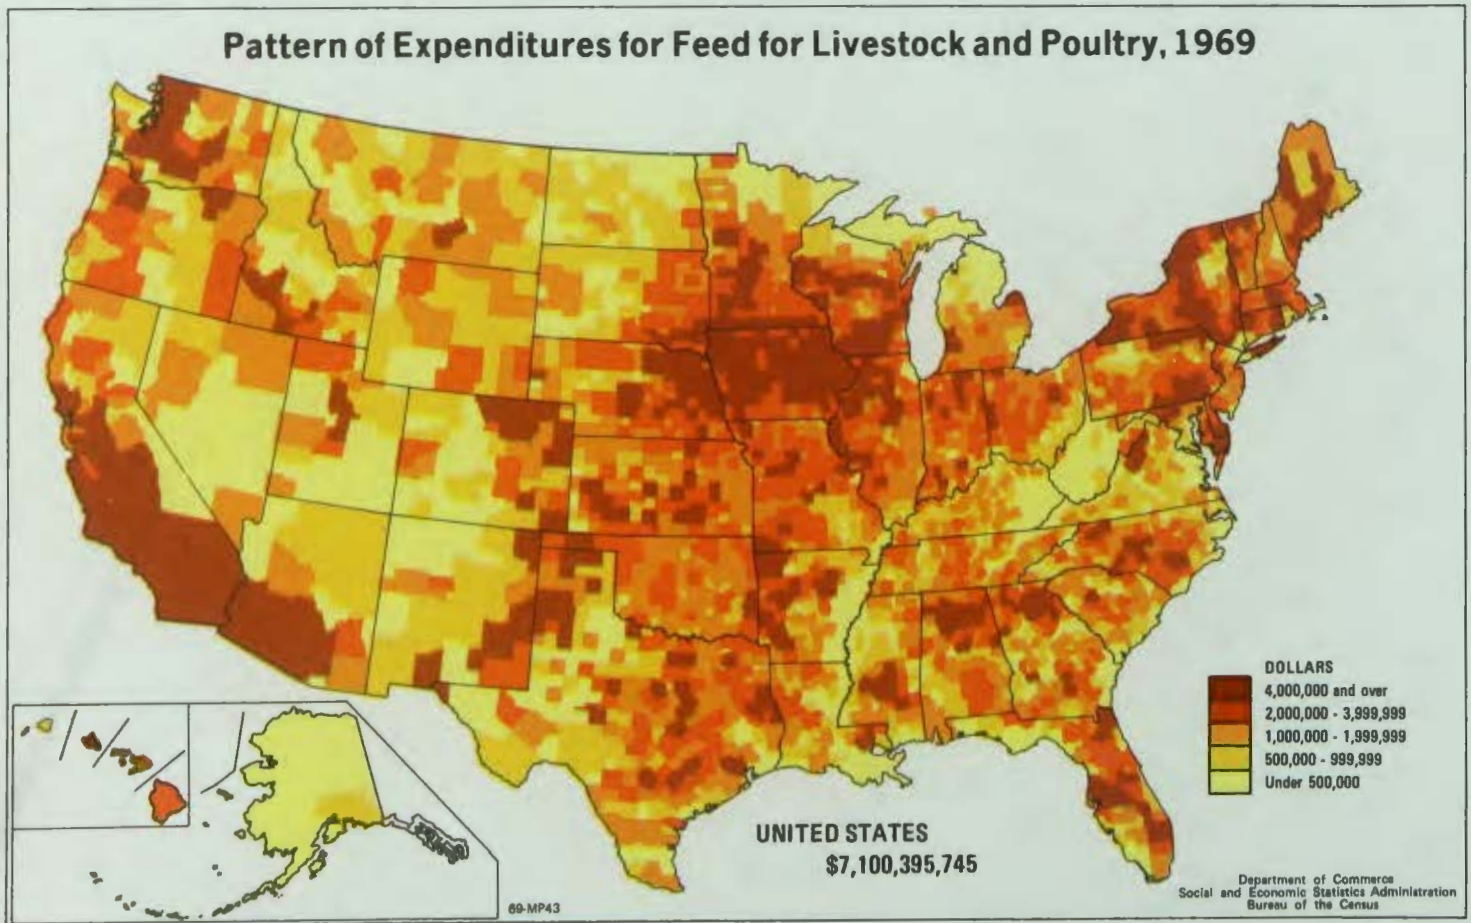 Pattern of Expenditures for Feed for Livestock and Poultry, 1969
DOLLARS
4,000,000 and over
2,000,000 - 3,999,999
1,000,000 - 1,999,999
500,000 - 999,999
Under 500,000
UNITED STATES
$7,100,395,745
69-MP43
Department of Commerce
Social and Economic Statistics Administration
Bureau of the Census